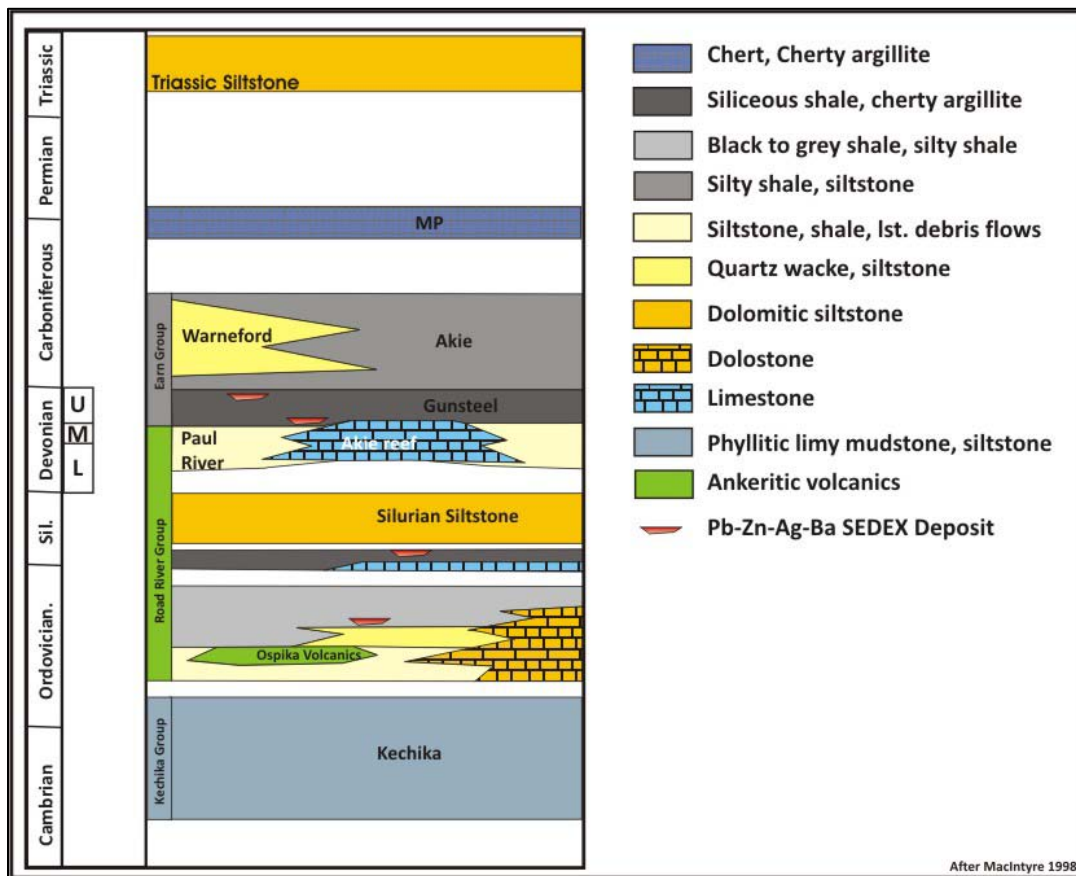 Triassic
Permian
Carboniferous
Devonian
Sil.
Ordovician.
Cambrian
U
M
L
Earn Group
Road River Group
Kechika Group
Triassic Siltstone
MP
Warneford
Akie
Gunsteel
Paul
River
Akie reef
Silurian Siltstone
Ospika Volcanics
Kechika
Chert, Cherty argillite
Siliceous shale, cherty argillite
Black to grey shale, silty shale
Silty shale, siltstone
Siltstone, shale, lst. debris flows
Quartz wacke, siltstone
Dolomitic siltstone
Dolostone
Limestone
Phyllitic limy mudstone, siltstone
Ankeritic volcanics
Pb-Zn-Ag-Ba SEDEX Deposit
After MacIntyre 1998